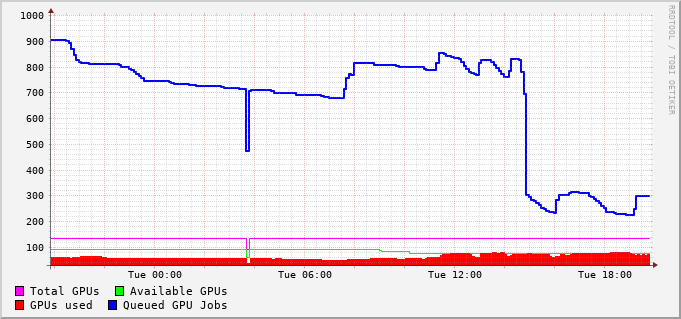 1000
900
800
700
600
500
400
300
200
100
Tue 00:00 Tue 06:00 Tue 12:00 Tue 18:00
Total GPUs Available GPUs
GPUs used Queued GPU Jobs
RRDTOOL / TOBI OETIKER